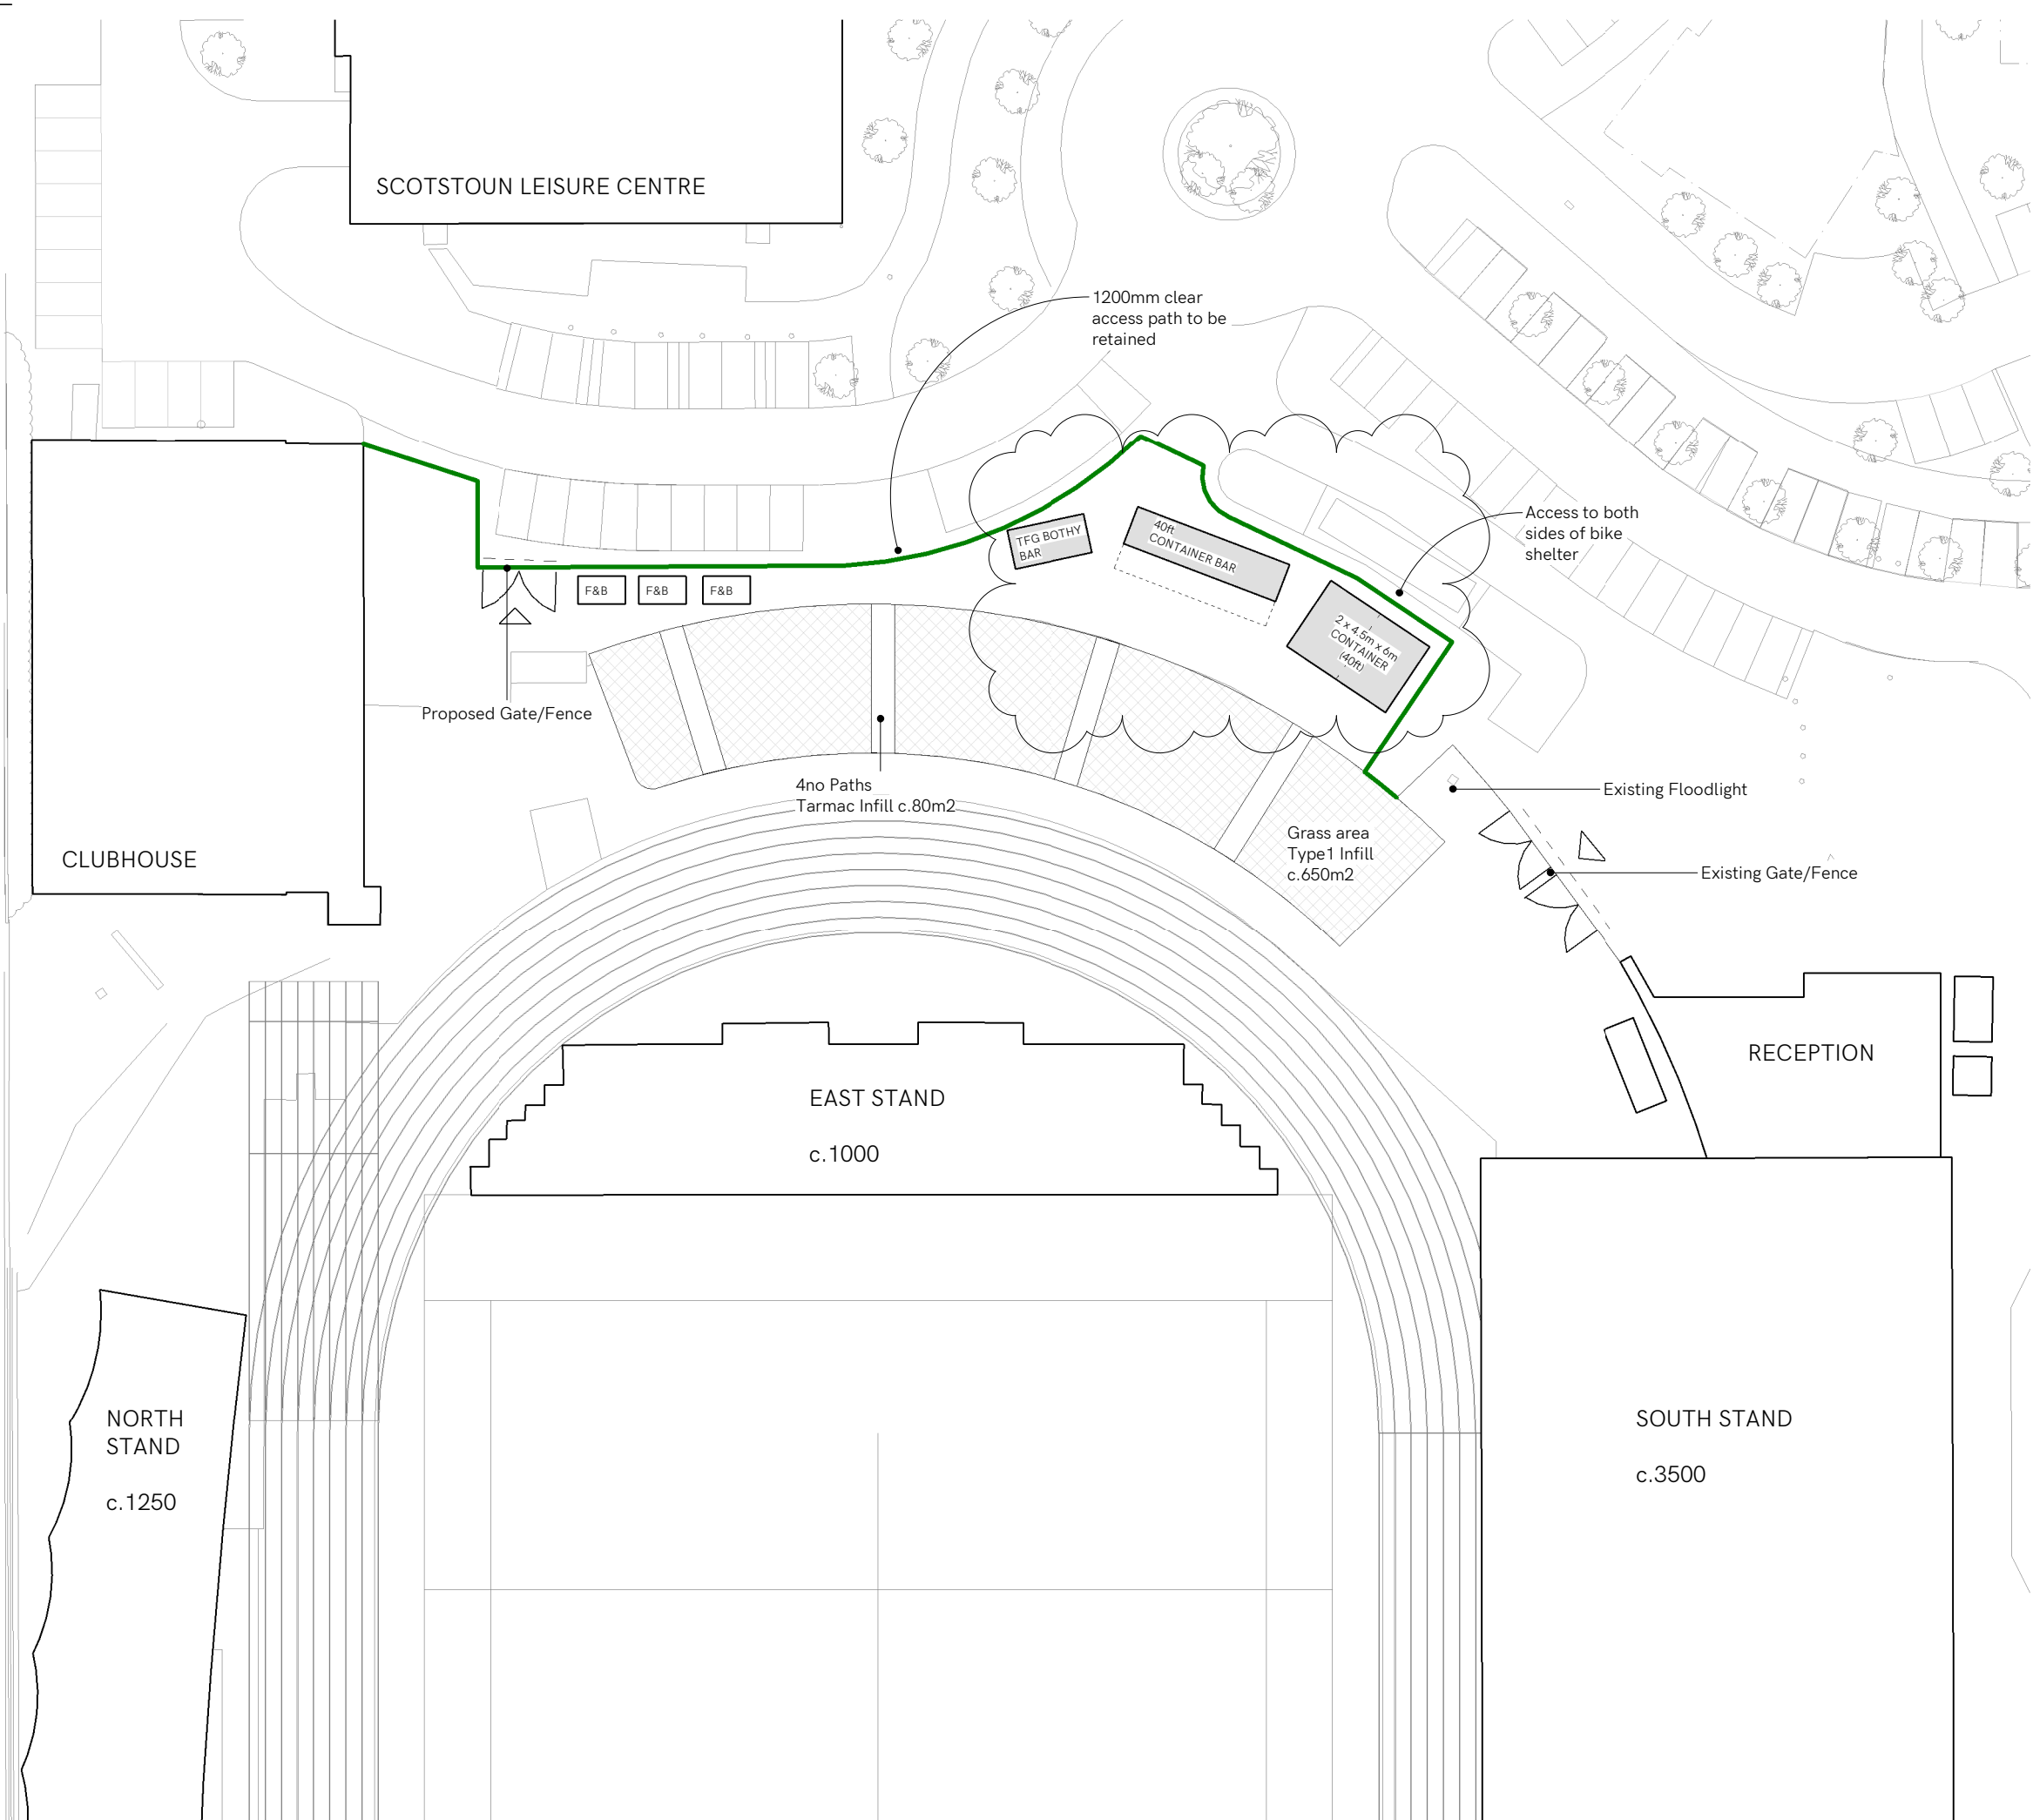 SCOTSTOUN LEISURE CENTRE
1200mm clear
access path to be
retained
Access to both
sides of bike
shelter
TFG BOTHY
BAR
40ft
CONTAINER BAR
2 x 4.5m x 6m
CONTAINER
(40ft)
F&B
F&B
F&B
Proposed Gate/Fence
4no Paths
Tarmac Infill c.80m2
Existing Floodlight
Grass area
Type1 Infill
c.650m2
CLUBHOUSE
Existing Gate/Fence
RECEPTION
EAST STAND
c.1000
NORTH
STAND
c.1250
SOUTH STAND
c.3500